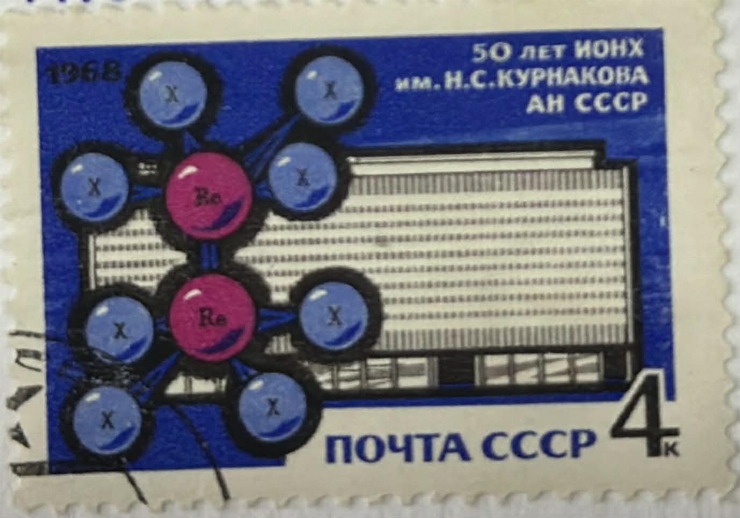 1968
50 ЛЕТ ИОНХ
им. Н.С.КУРНАКОВА
АН СССР
X
X
X
X
Re
Re
X
X
X
X
ПОЧТА СССР
4к